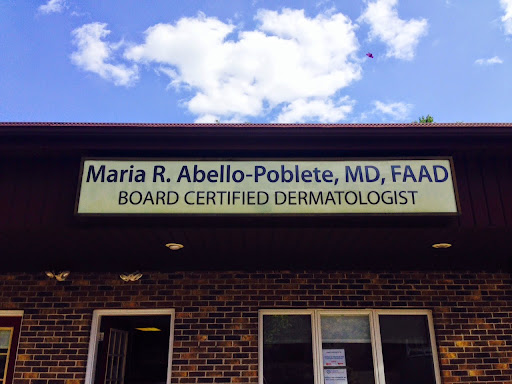 Maria R. Abello-Poblete, MD, FAAD
BOARD CERTIFIED DERMATOLOGIST